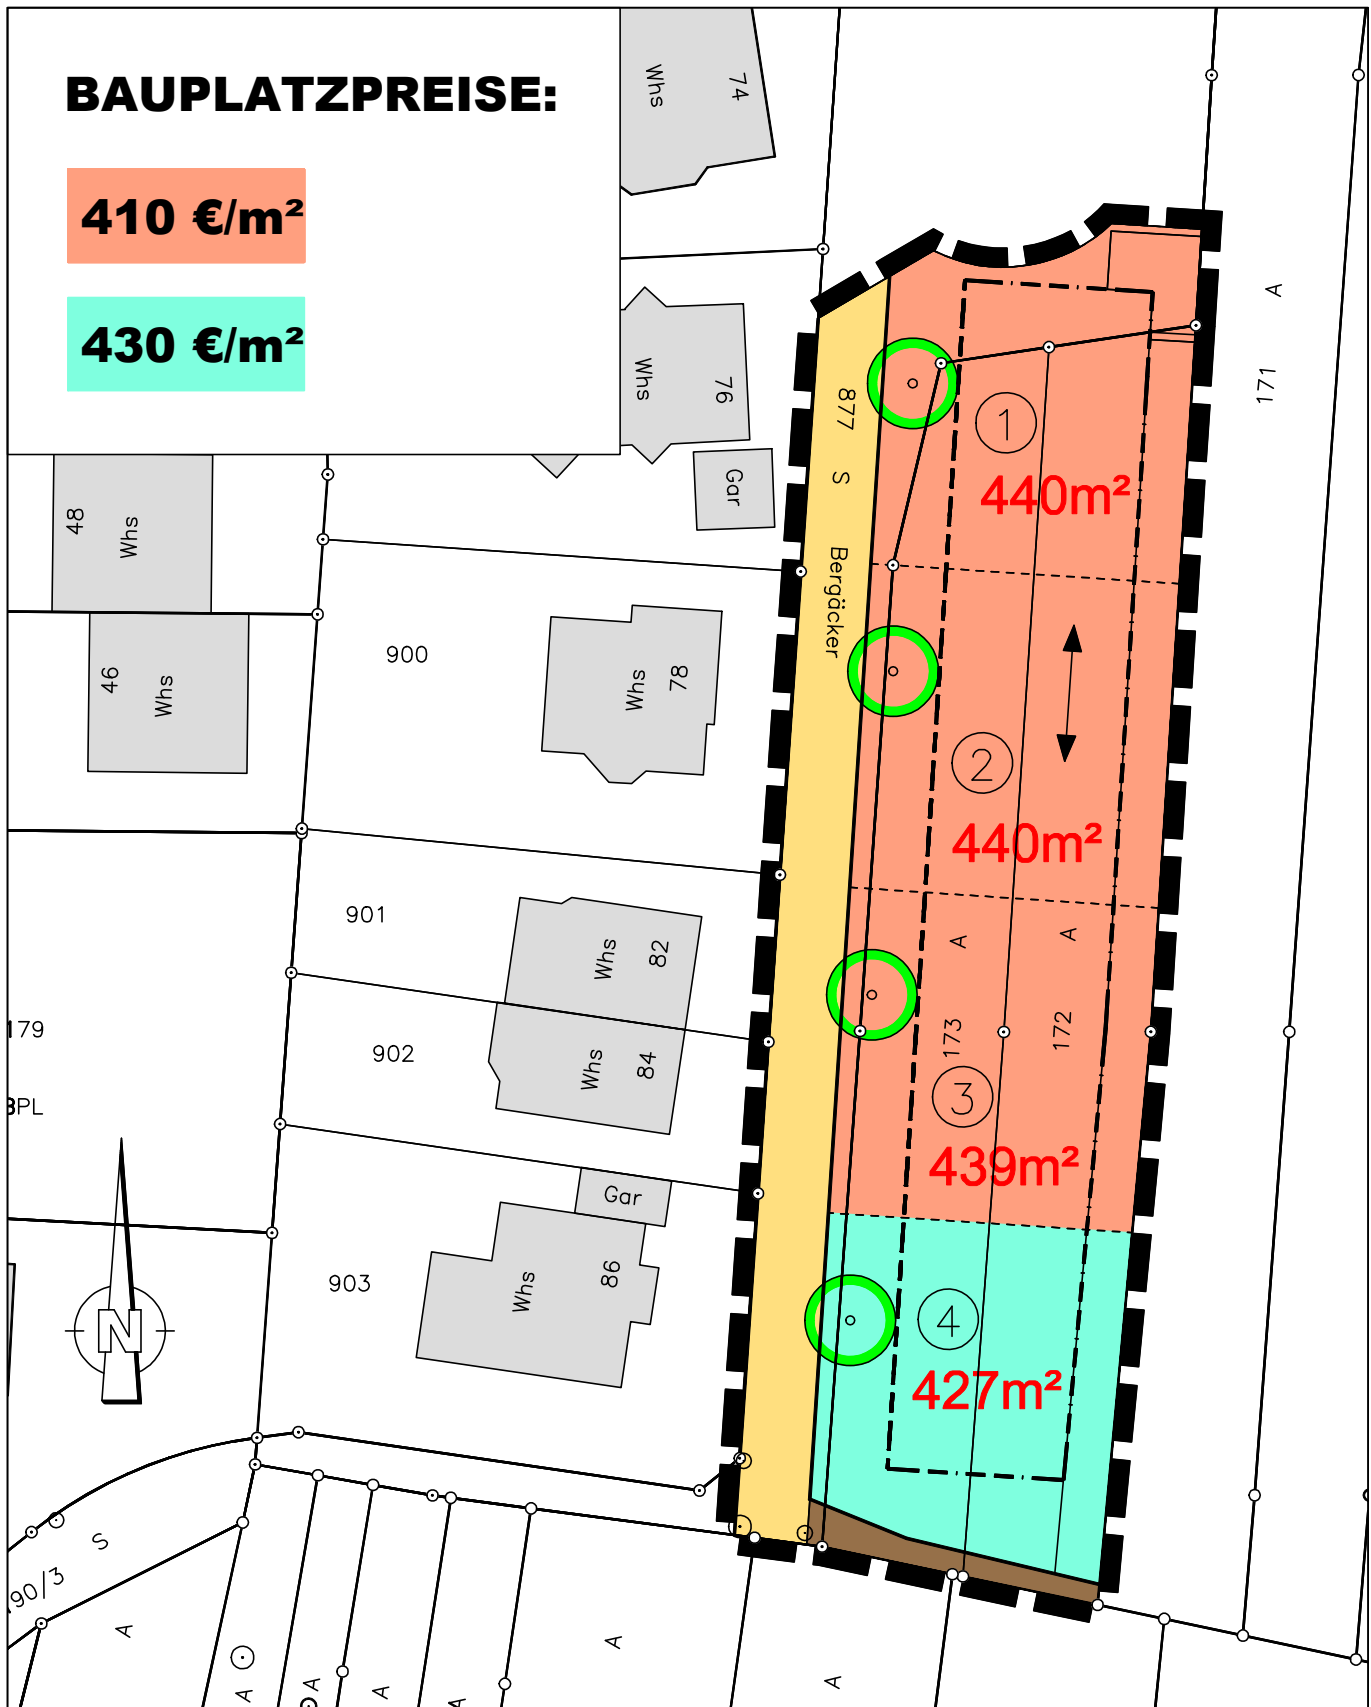 BAUPLATZPREISE:
410 €/m²
430 €/m²
Whs 74
Whs 76
Gar
48 Whs
46 Whs
900
Whs 78
901
Whs 82
902
Whs 84
Gar
903
Whs 86
179
N
S
A
A
A
A
A
A
A
877 S Bergäcker
1
440m²
2
440m²
A A
173 172
3
439m²
4
427m²
A
171